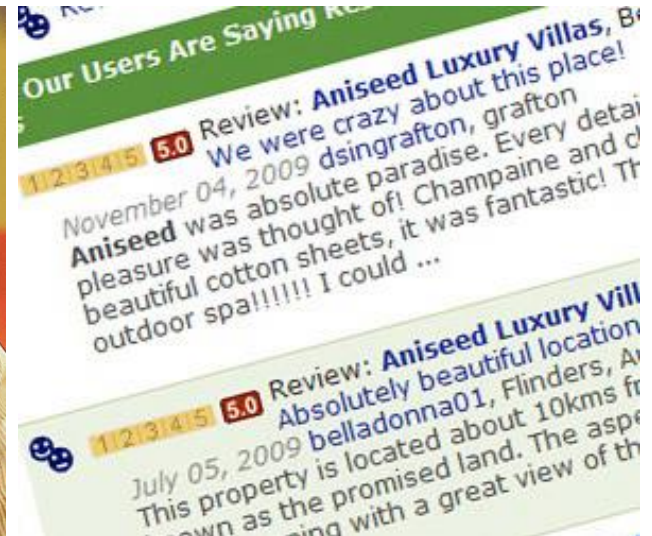 Our Users Are Saying
Review: Aniseed Luxury Villas,
1 2 3 4 5 5.0 We were crazy about this place!
November 04, 2009 dsingrafton, grafton
Aniseed was absolute paradise. Every
pleasure was thought of! Champaine and
beautiful cotton sheets, it was fantastic!
outdoor spa!!!!!! I could ...
Review: Aniseed Luxury
1 2 3 4 5 5.0 Absolutely beautiful location
July 05, 2009 belladonna01, Flinders,
This property is located about 10kms
as the promised land. The
with a great view of